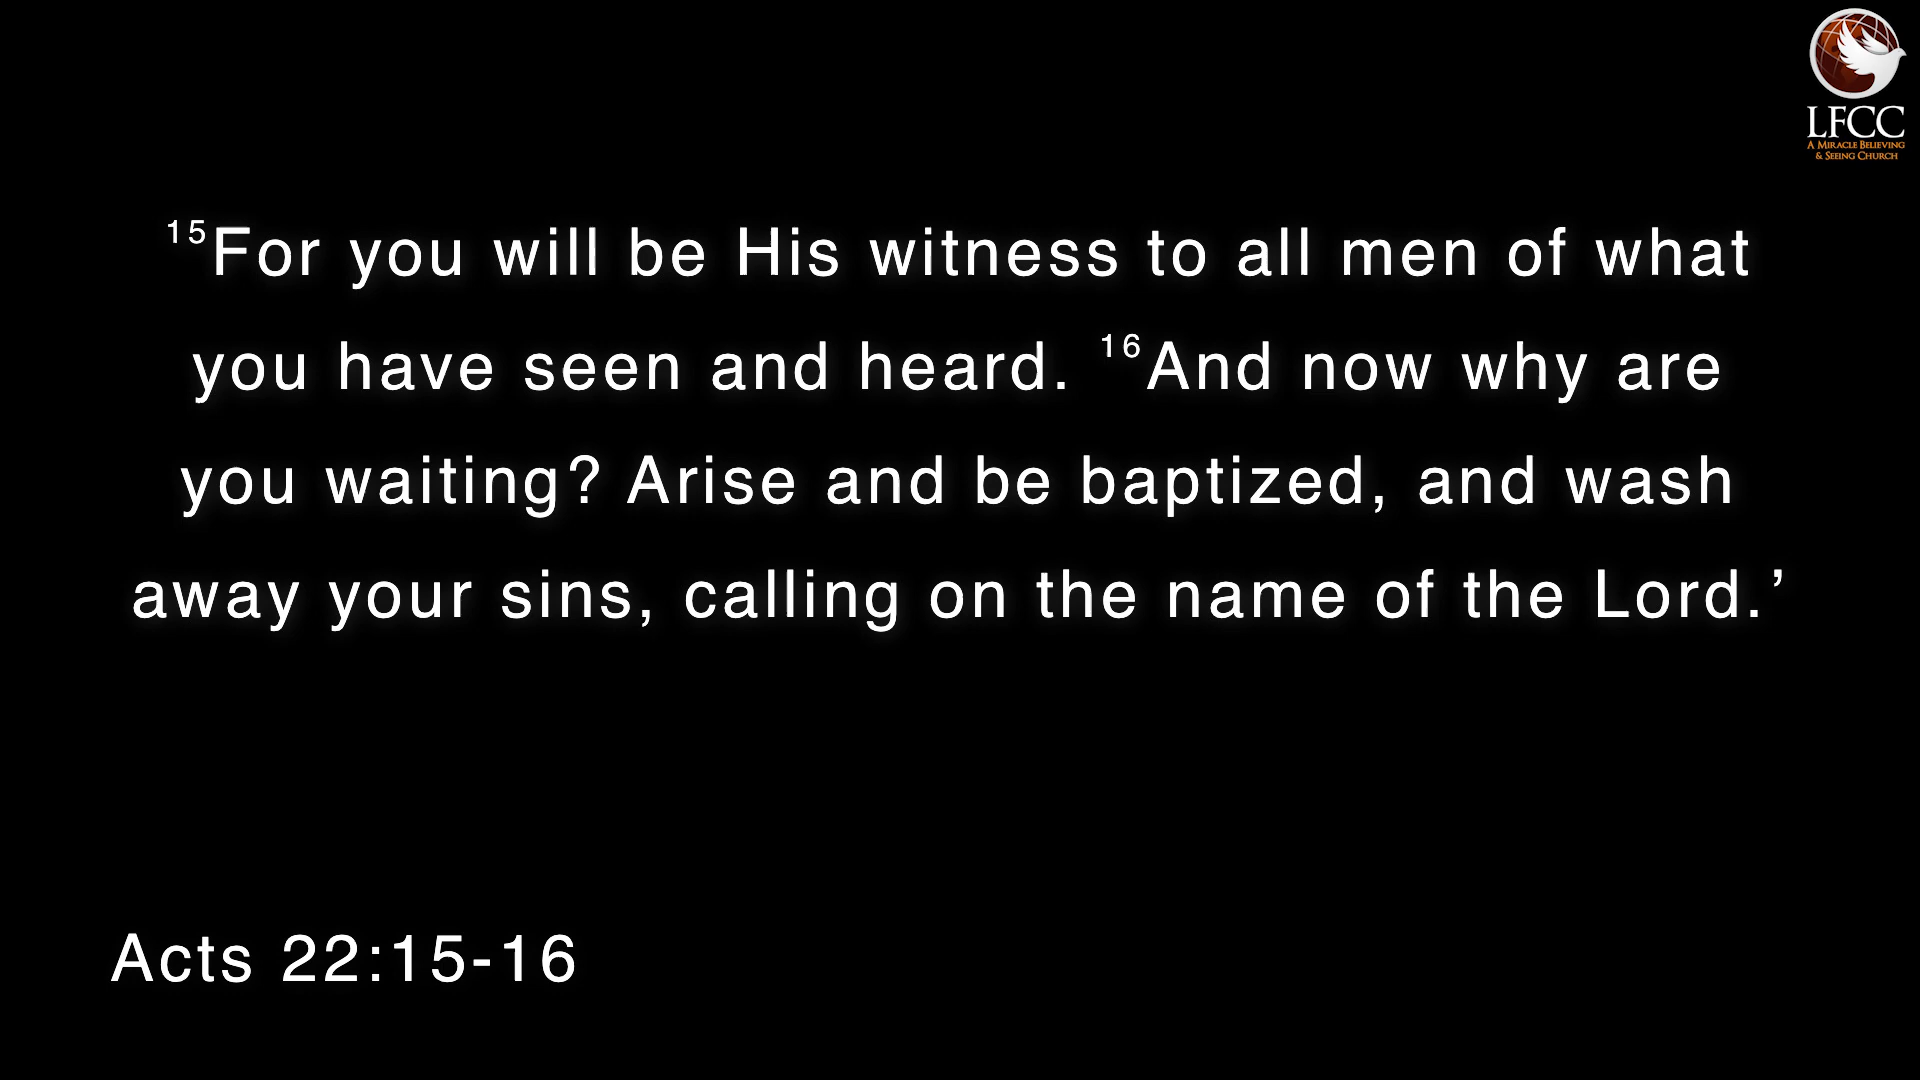 LFCC
A Miracle Believing
& Seeing Church
15For you will be His witness to all men of what
you have seen and heard. 16And now why are
you waiting? Arise and be baptized, and wash
away your sins, calling on the name of the Lord.’
Acts 22:15-16